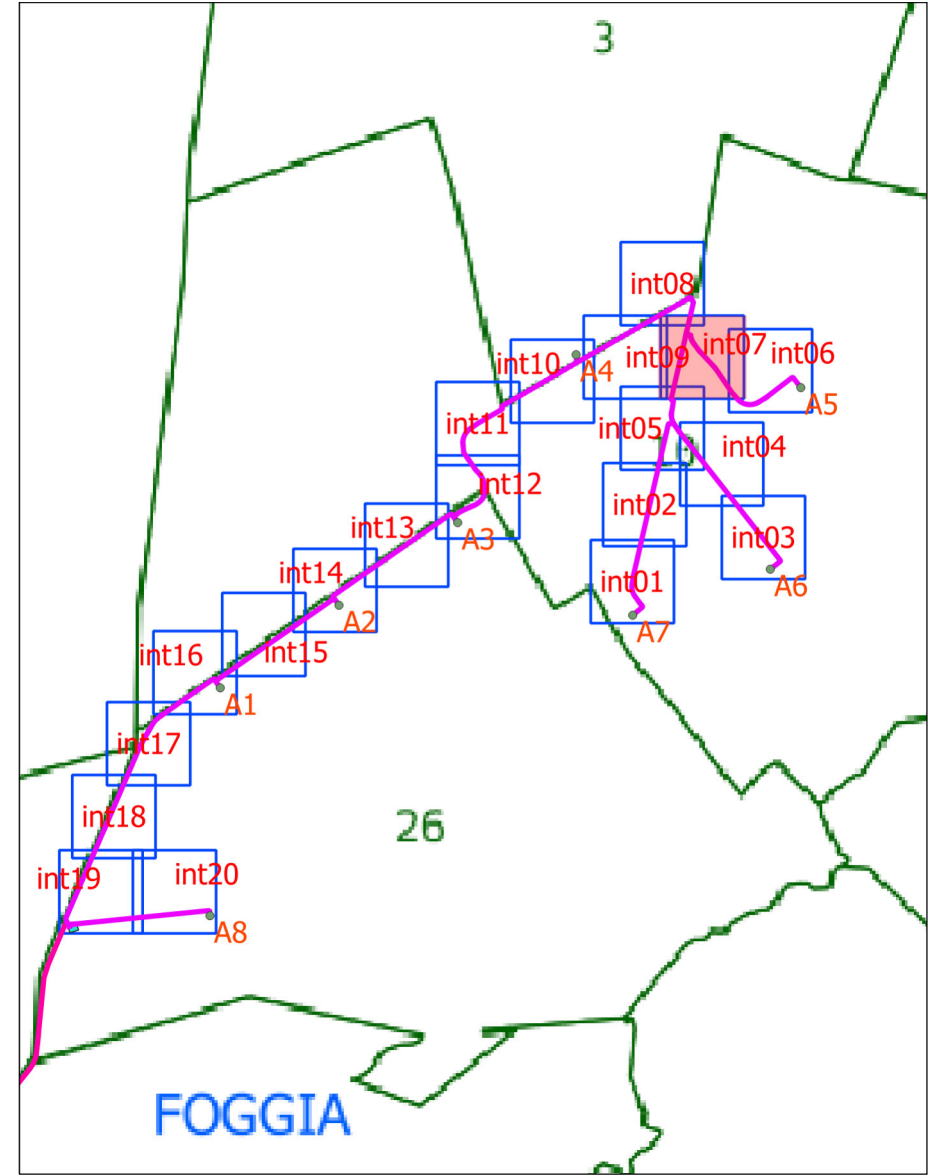 3
int08
int09
int07
int06
int10
A4
A5
int11
int05
int04
int12
int02
int13
A3
int03
int14
int01
A6
A2
A7
int16
int15
A1
int17
int18
26
int19
int20
A8
FOGGIA